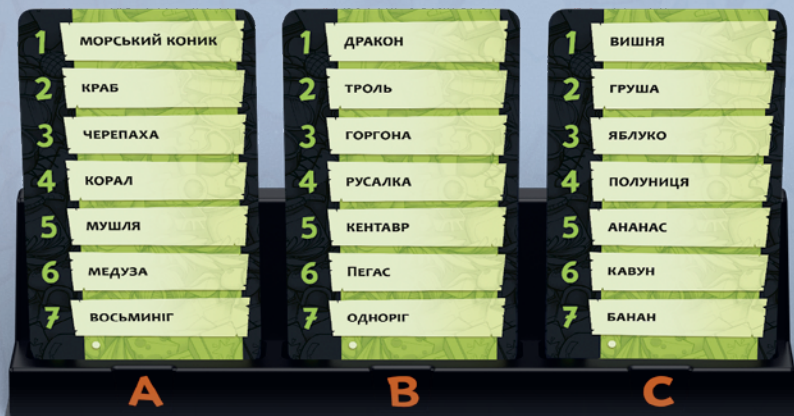 1 МОРСЬКИЙ КОНИК
2 КРАБ
3 ЧЕРЕПАХА
4 КОРАЛ
5 МУШЛЯ
6 МЕДУЗА
7 ВОСЬМИНІГ
A
1 ДРАКОН
2 ТРОЛЬ
3 ГОРГОНА
4 РУСАЛКА
5 КЕНТАВР
6 ПЕГАС
7 ОДНОРІГ
B
1 ВИШНЯ
2 ГРУША
3 ЯБЛУКО
4 ПОЛУНИЦЯ
5 АНАНАС
6 КАВУН
7 БАНАН
C